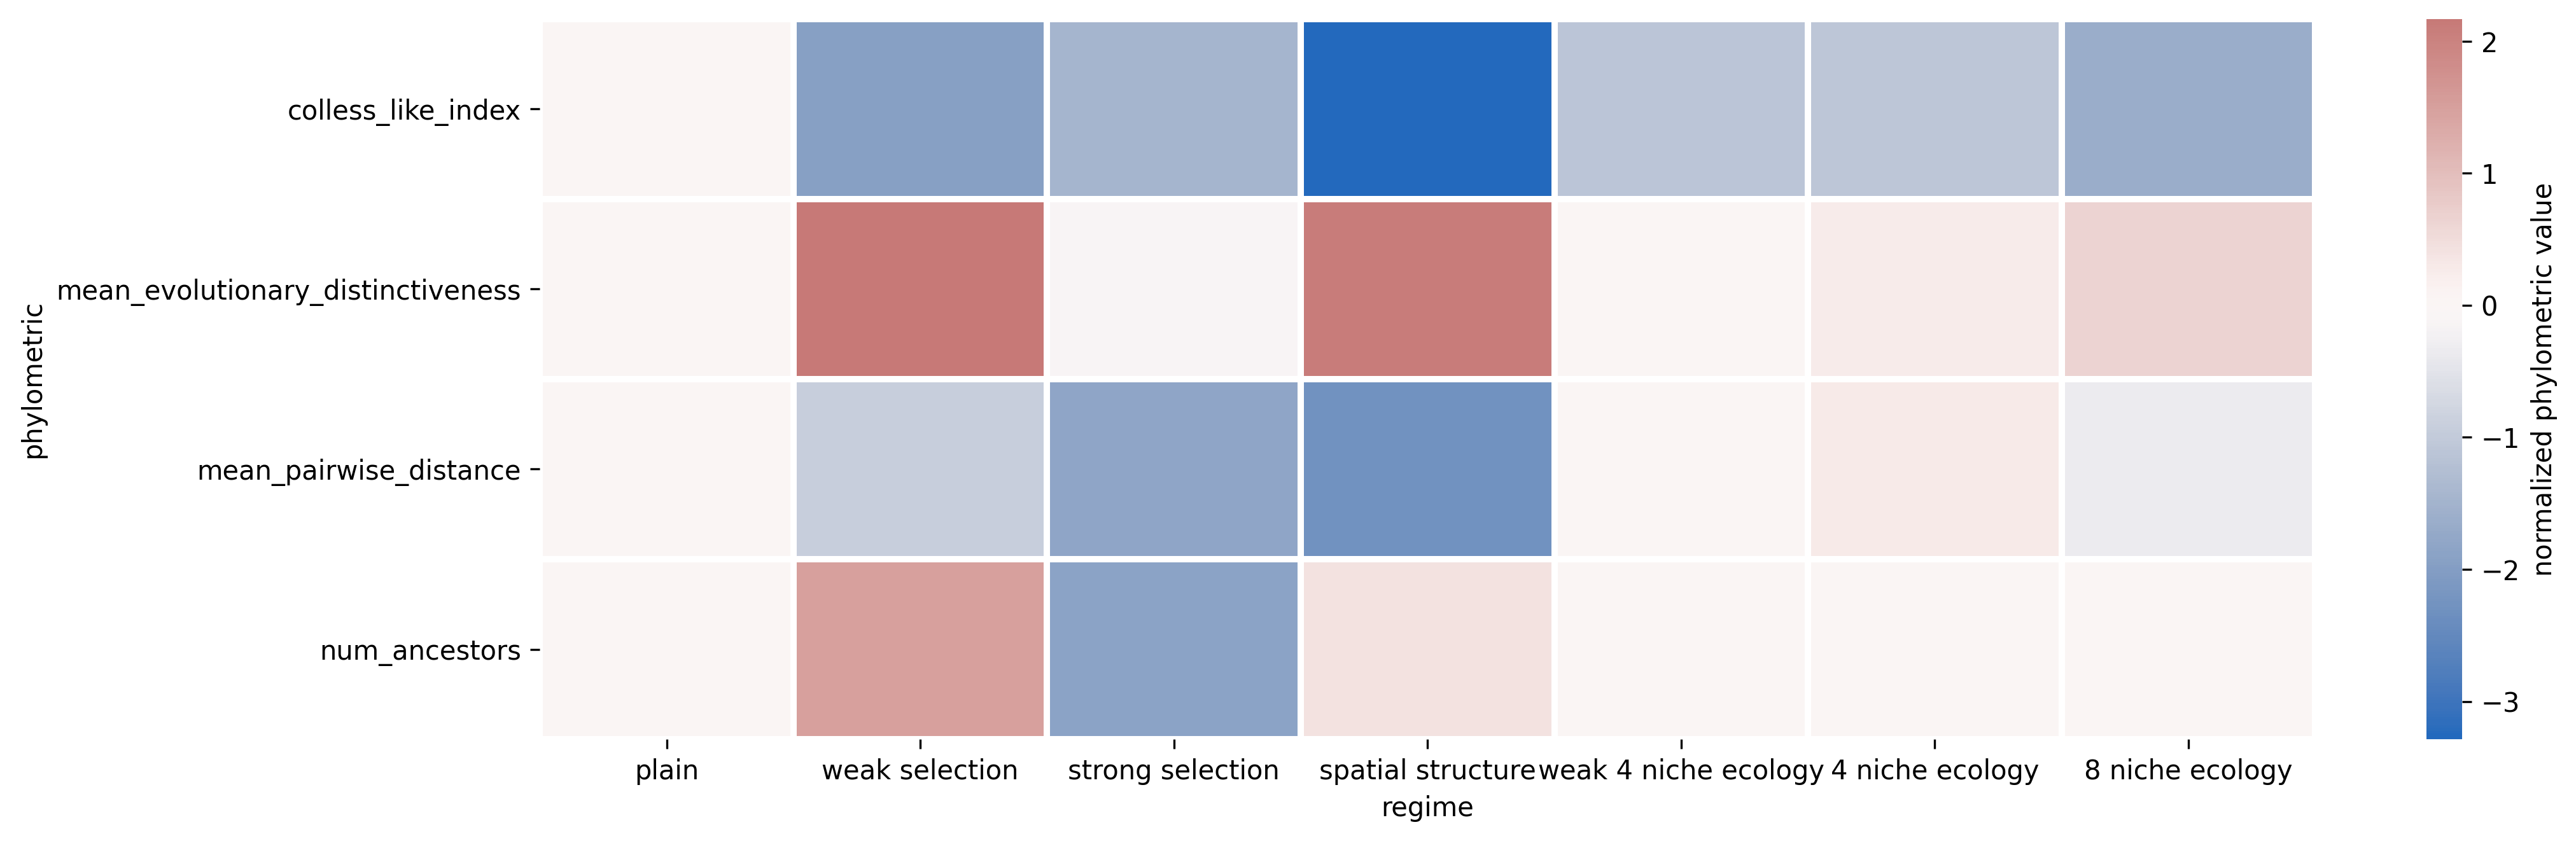 phylometric
colless_like_index
mean_evolutionary_distinctiveness
mean_pairwise_distance
num_ancestors
plain
weak selection
strong selection
spatial structure
weak 4 niche ecology
4 niche ecology
8 niche ecology
regime
2
1
0
−1
−2
−3
normalized phylometric value